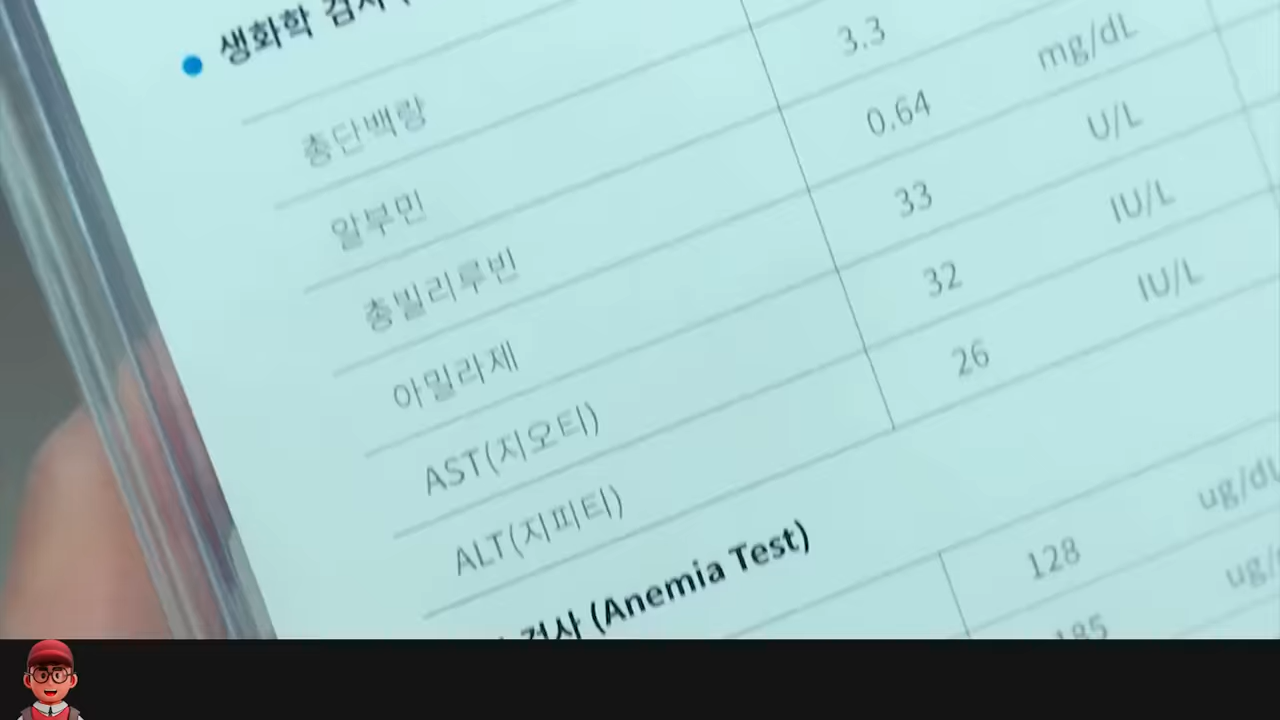 생화학 검사 (
총단백량
알부민 3.3
총빌리루빈 0.64 mg/dL
아밀라제 33 U/L
AST(지오티) 32 IU/L
ALT(지피티) 26 IU/L
검사 (Anemia Test)
128 ug/dL
185 ug/